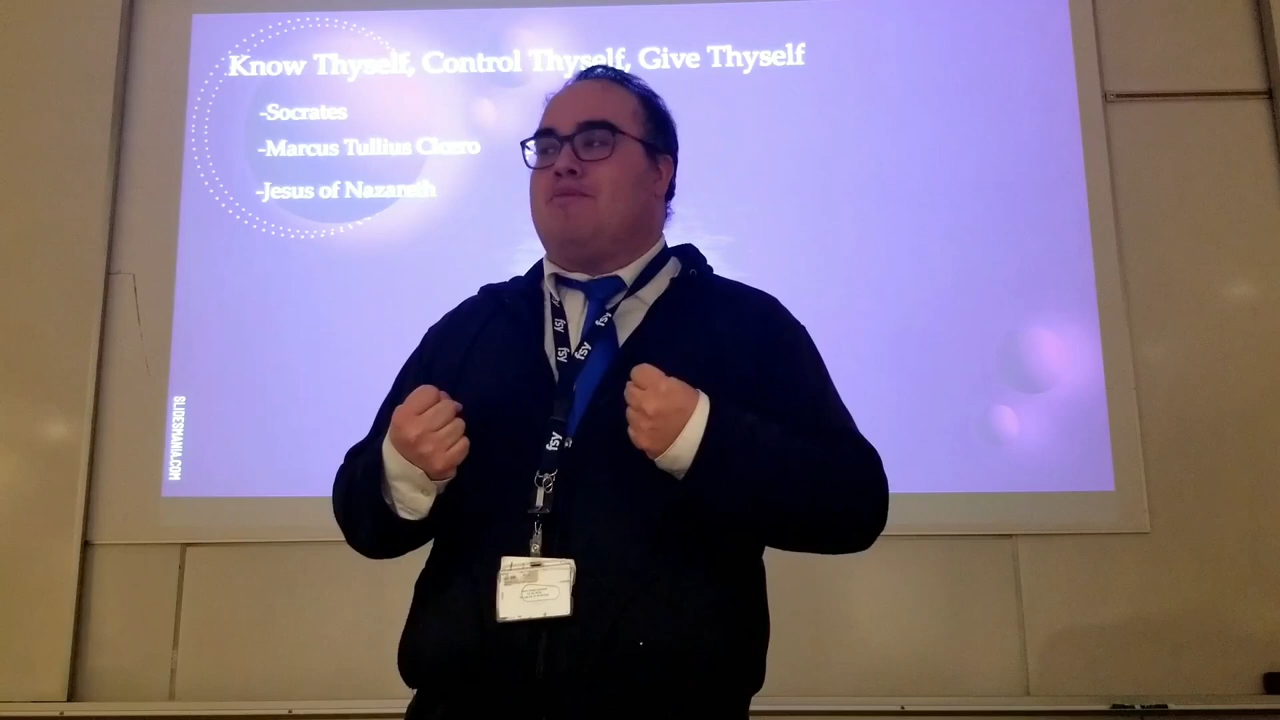 Know Thyself, Control Thyself, Give Thyself
-Socrates
-Marcus Tullius Cicero
-Jesus of Nazareth
SLIDESMANIA.COM
fsy
fsy
fsy
fsy
fsy